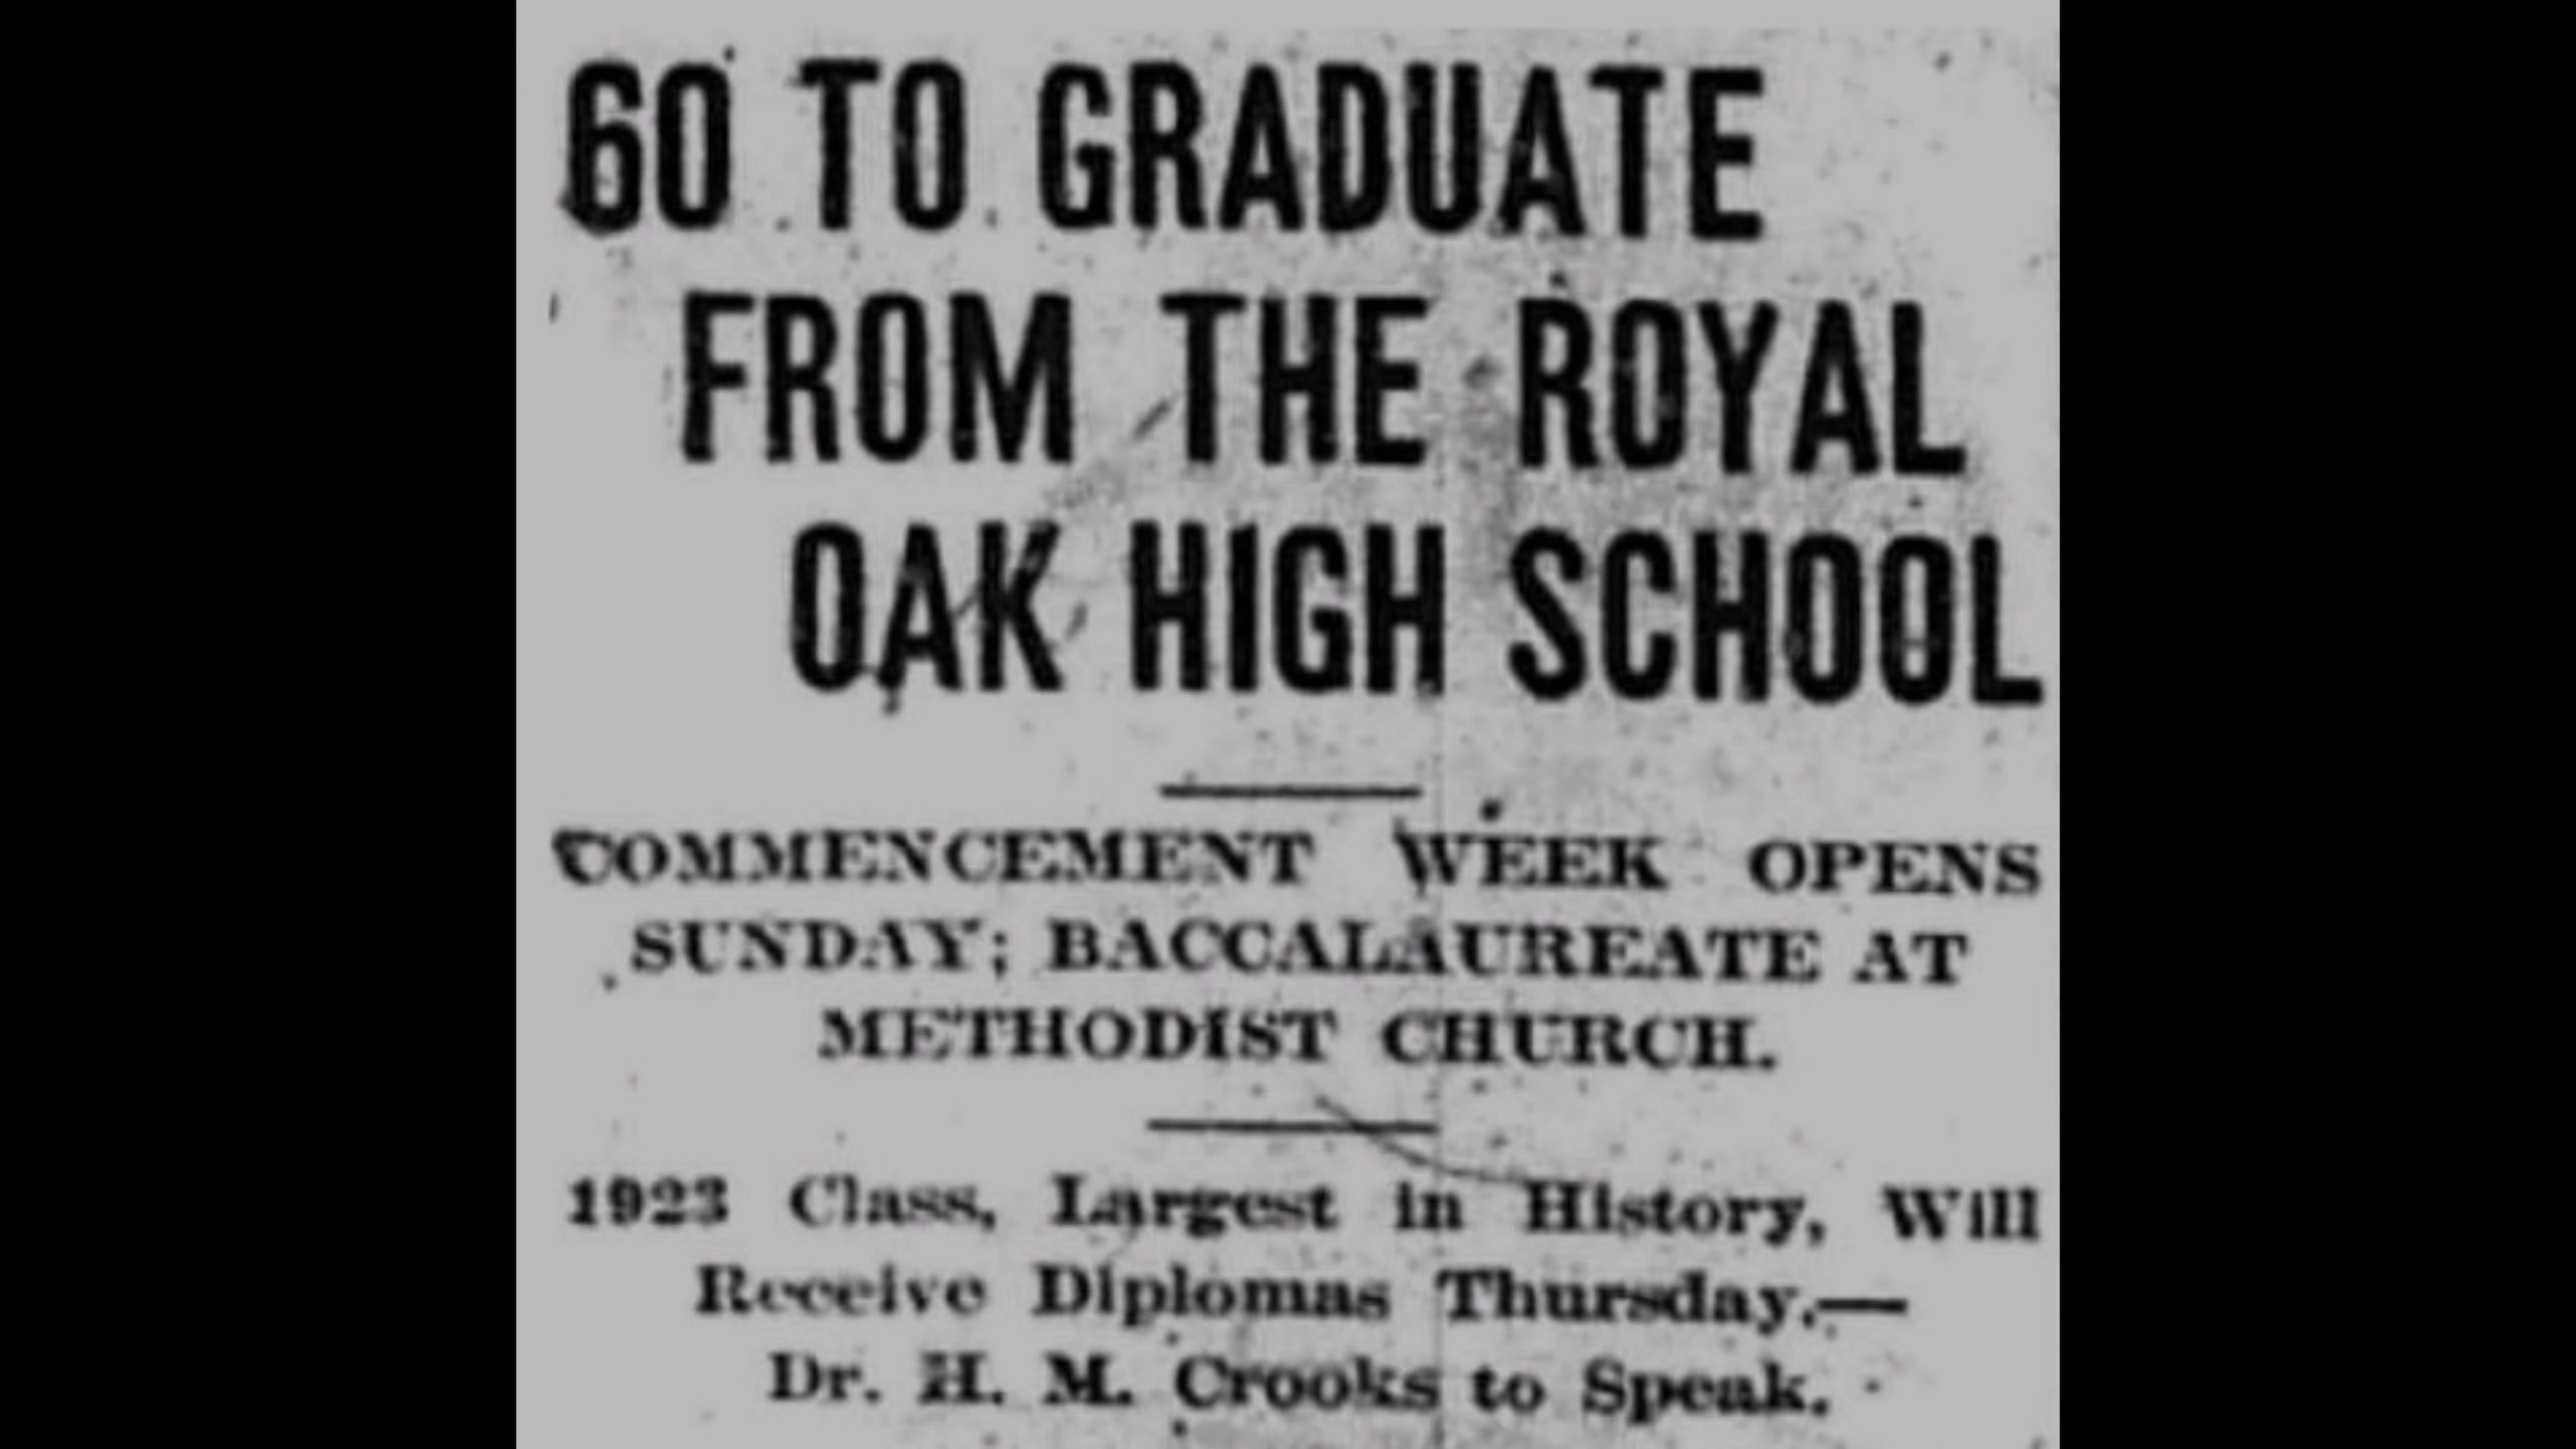 60 TO GRADUATE
FROM THE ROYAL
OAK HIGH SCHOOL
COMMENCEMENT WEEK OPENS
SUNDAY; BACCALAUREATE AT
METHODIST CHURCH.
1923 Class, Largest in History, Will
Receive Diplomas Thursday.—
Dr. H. M. Crooks to Speak.